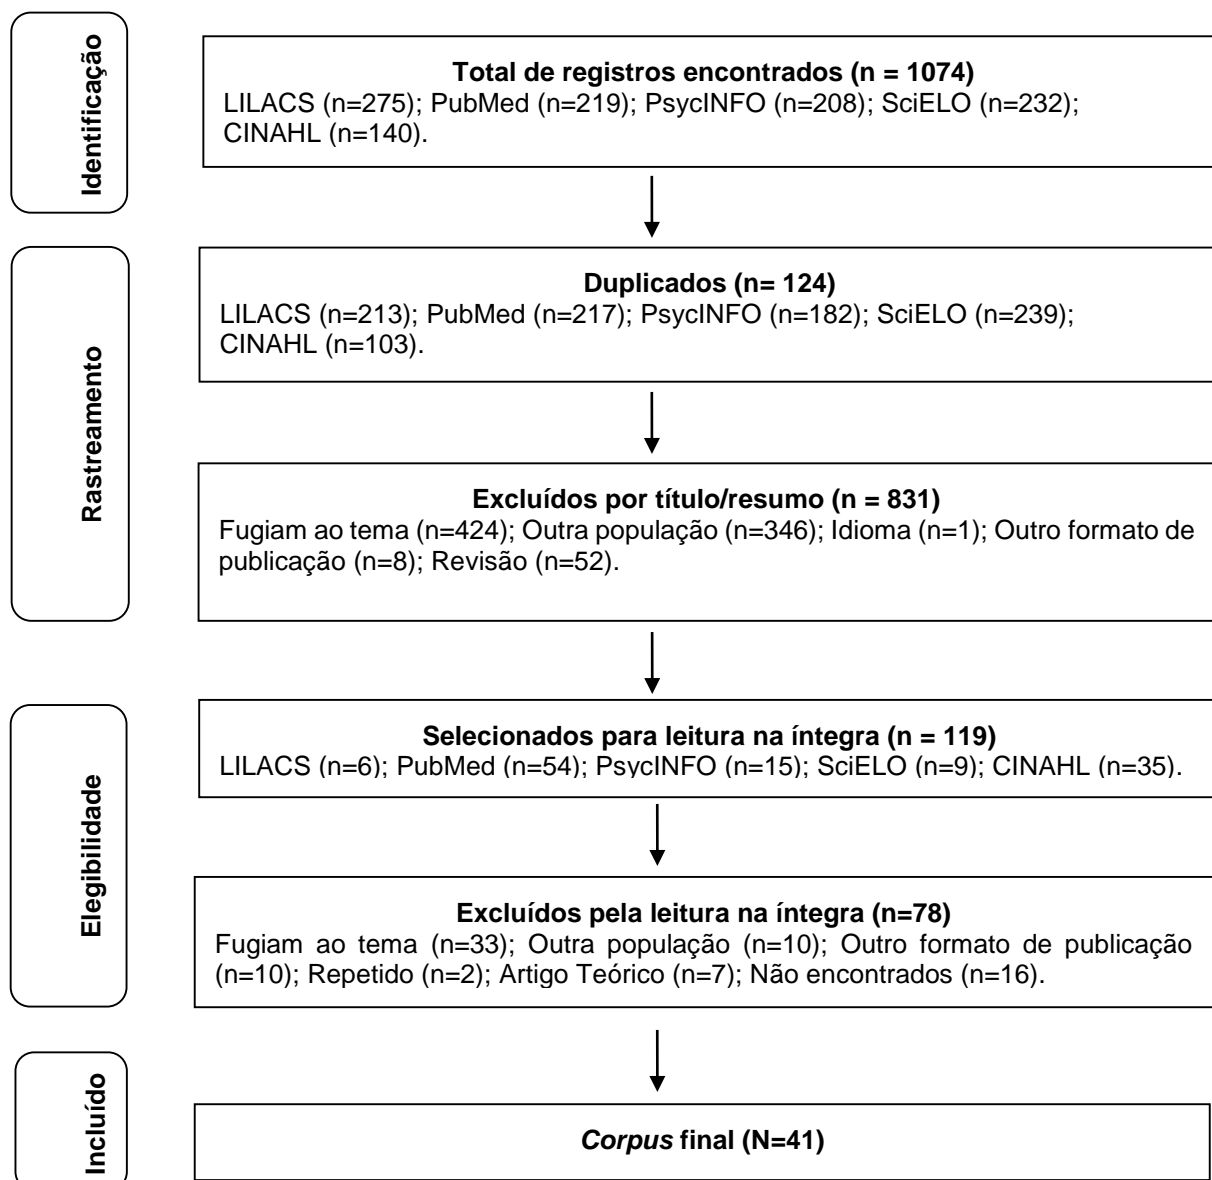 Identificação
Total de registros encontrados (n = 1074)
LILACS (n=275); PubMed (n=219); PsycINFO (n=208); SciELO (n=232);
CINAHL (n=140).
Rastreamento
Duplicados (n= 124)
LILACS (n=213); PubMed (n=217); PsycINFO (n=182); SciELO (n=239);
CINAHL (n=103).
Excluídos por título/resumo (n = 831)
Fugiam ao tema (n=424); Outra população (n=346); Idioma (n=1); Outro formato de
publicação (n=8); Revisão (n=52).
Elegibilidade
Selecionados para leitura na íntegra (n = 119)
LILACS (n=6); PubMed (n=54); PsycINFO (n=15); SciELO (n=9); CINAHL (n=35).
Excluídos pela leitura na íntegra (n=78)
Fugiam ao tema (n=33); Outra população (n=10); Outro formato de publicação
(n=10); Repetido (n=2); Artigo Teórico (n=7); Não encontrados (n=16).
Incluído
Corpus final (N=41)